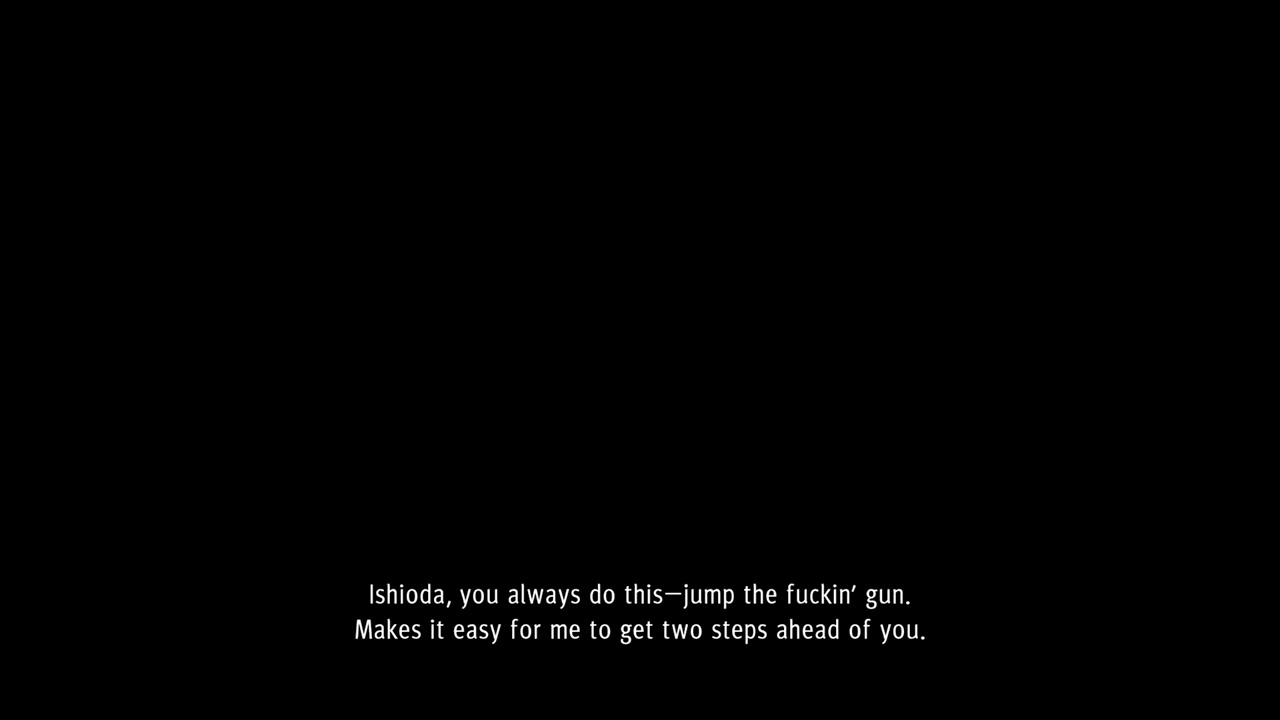 Ishioda, you always do this—jump the fuckin’ gun.
Makes it easy for me to get two steps ahead of you.